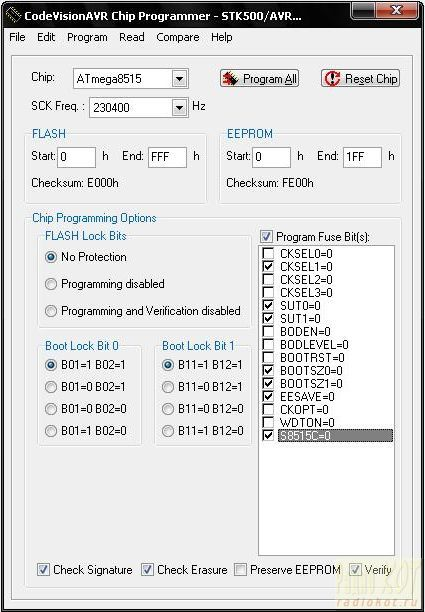 CodeVisionAVR Chip Programmer - STK500/AVR...
File Edit Program Read Compare Help
Chip: ATmega8515 Program All Reset Chip
SCK Freq. : 230400 Hz
FLASH EEPROM
Start: 0 h End: FFF h Start: 0 h End: 1FF h
Checksum: E000h Checksum: FE00h
Chip Programming Options
FLASH Lock Bits
No Protection
Programming disabled
Programming and Verification disabled
Boot Lock Bit 0 Boot Lock Bit 1
B01=1 B02=1 B11=1 B12=1
B01=0 B02=1 B11=0 B12=1
B01=0 B02=0 B11=0 B12=0
B01=1 B02=0 B11=1 B12=0
Program Fuse Bit(s):
CKSEL0=0
CKSEL1=0
CKSEL2=0
CKSEL3=0
SUT0=0
SUT1=0
BODEN=0
BODLEVEL=0
BOOTRST=0
BOOTSZ0=0
BOOTSZ1=0
EESAVE=0
CKOPT=0
WDTON=0
S8515C=0
Check Signature Check Erasure Preserve EEPROM Verify
radiokot.ru